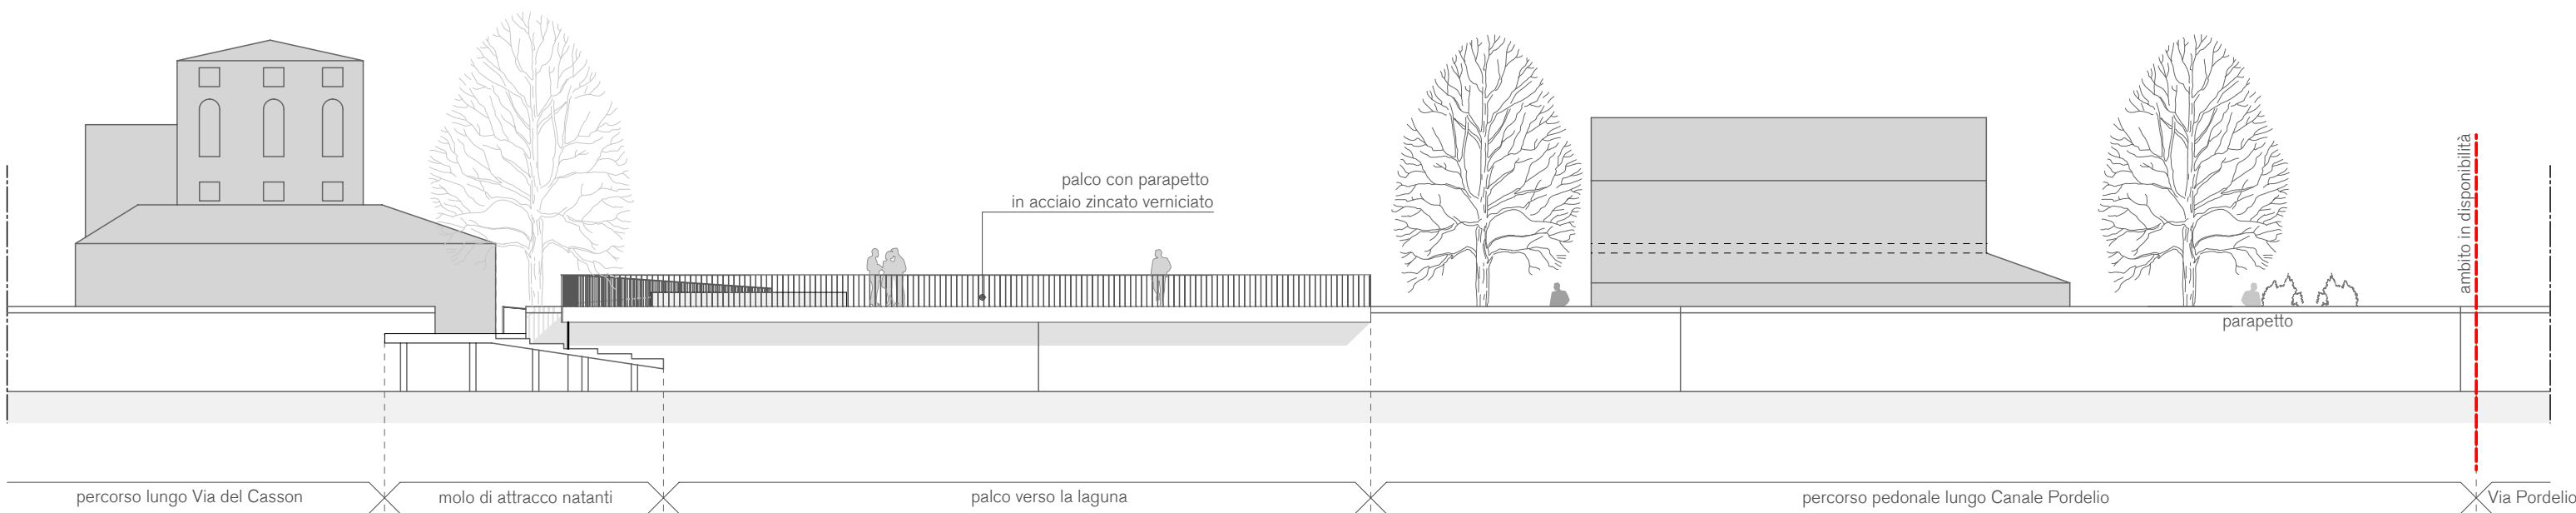 palco con parapetto
in acciaio zincato verniciato
ambito in disponibilità
parapetto
percorso lungo Via del Casson
molo di attracco natanti
palco verso la laguna
percorso pedonale lungo Canale Pordelio
Via Pordelio